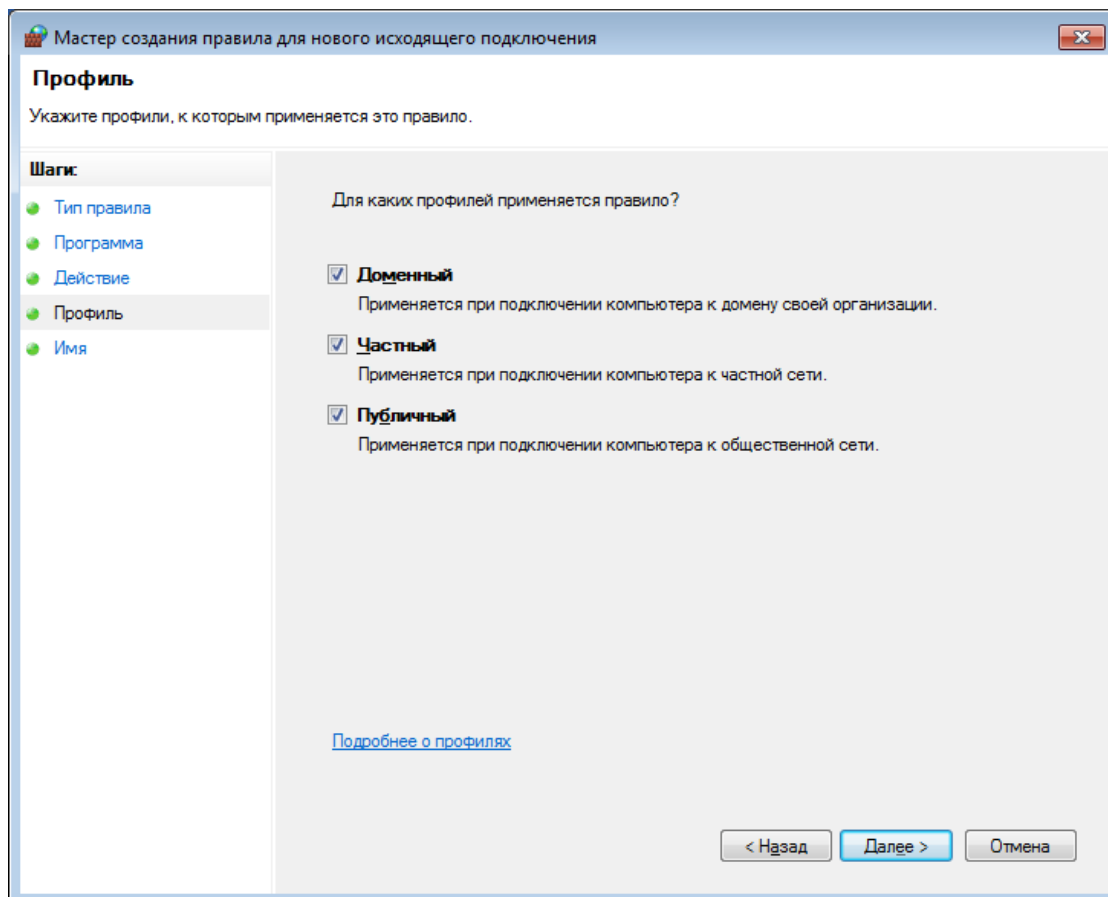 Мастер создания правила для нового исходящего подключения
Профиль
Укажите профили, к которым применяется это правило.
Шаги:
Тип правила
Программа
Действие
Профиль
Имя
Для каких профилей применяется правило?
Доменный
Применяется при подключении компьютера к домену своей организации.
Частный
Применяется при подключении компьютера к частной сети.
Публичный
Применяется при подключении компьютера к общественной сети.
Подробнее о профилях
< Назад
Далее >
Отмена